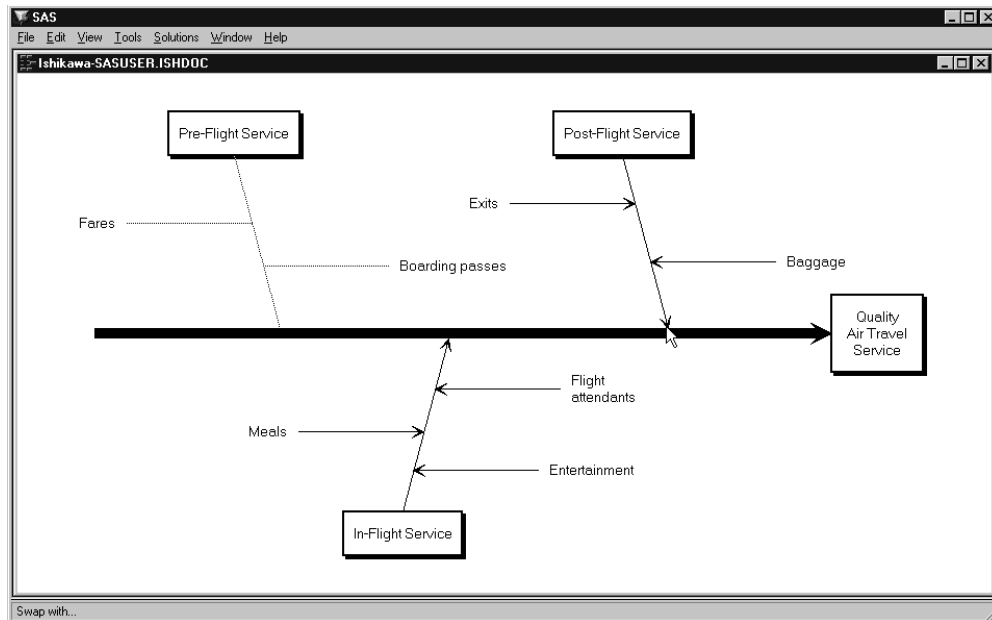 SAS
File Edit View Tools Solutions Window Help
Ishikawa-SASUSER.ISHDOC
Pre-Flight Service
Post-Flight Service
Exits
Fares
Boarding passes
Baggage
Quality
Air Travel
Service
Flight
attendants
Meals
Entertainment
In-Flight Service
Swap with...